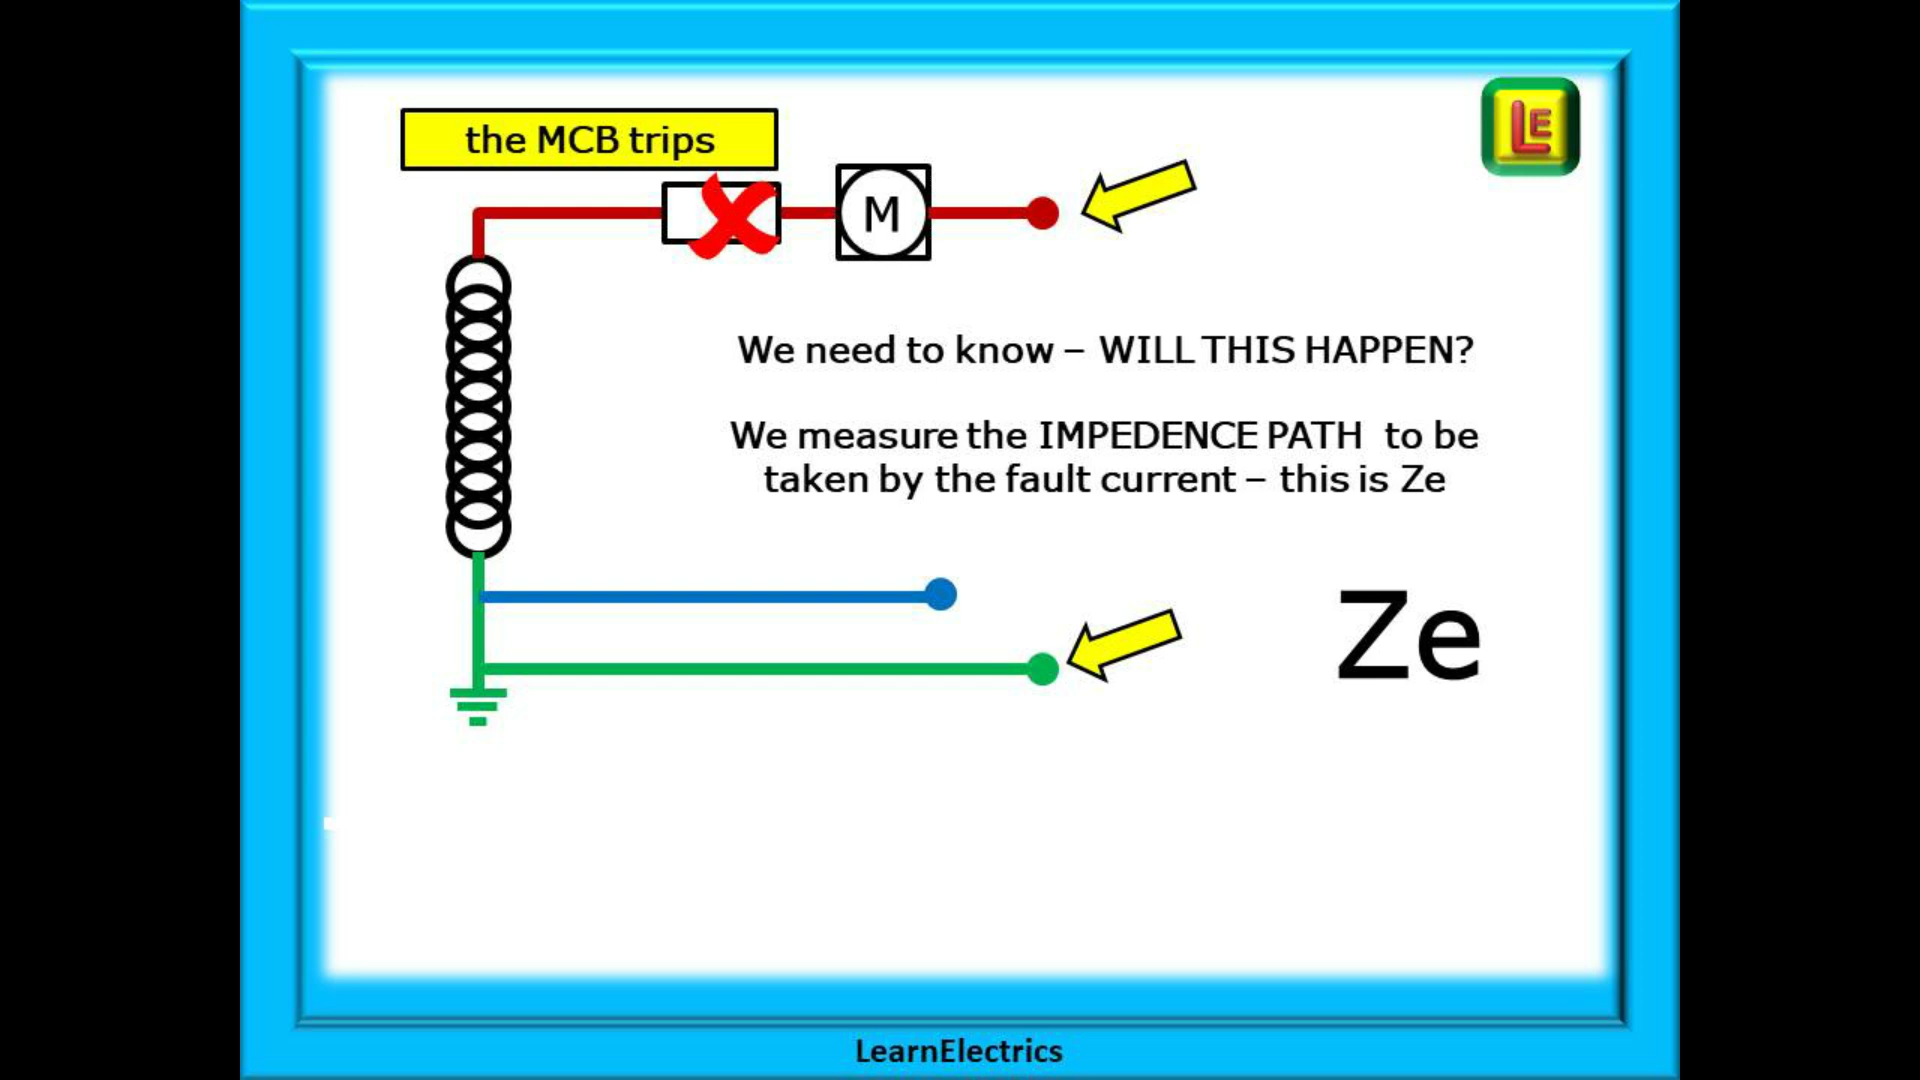 the MCB trips
LE
M
We need to know – WILL THIS HAPPEN?
We measure the IMPEDENCE PATH to be
taken by the fault current – this is Ze
Ze
LearnElectrics